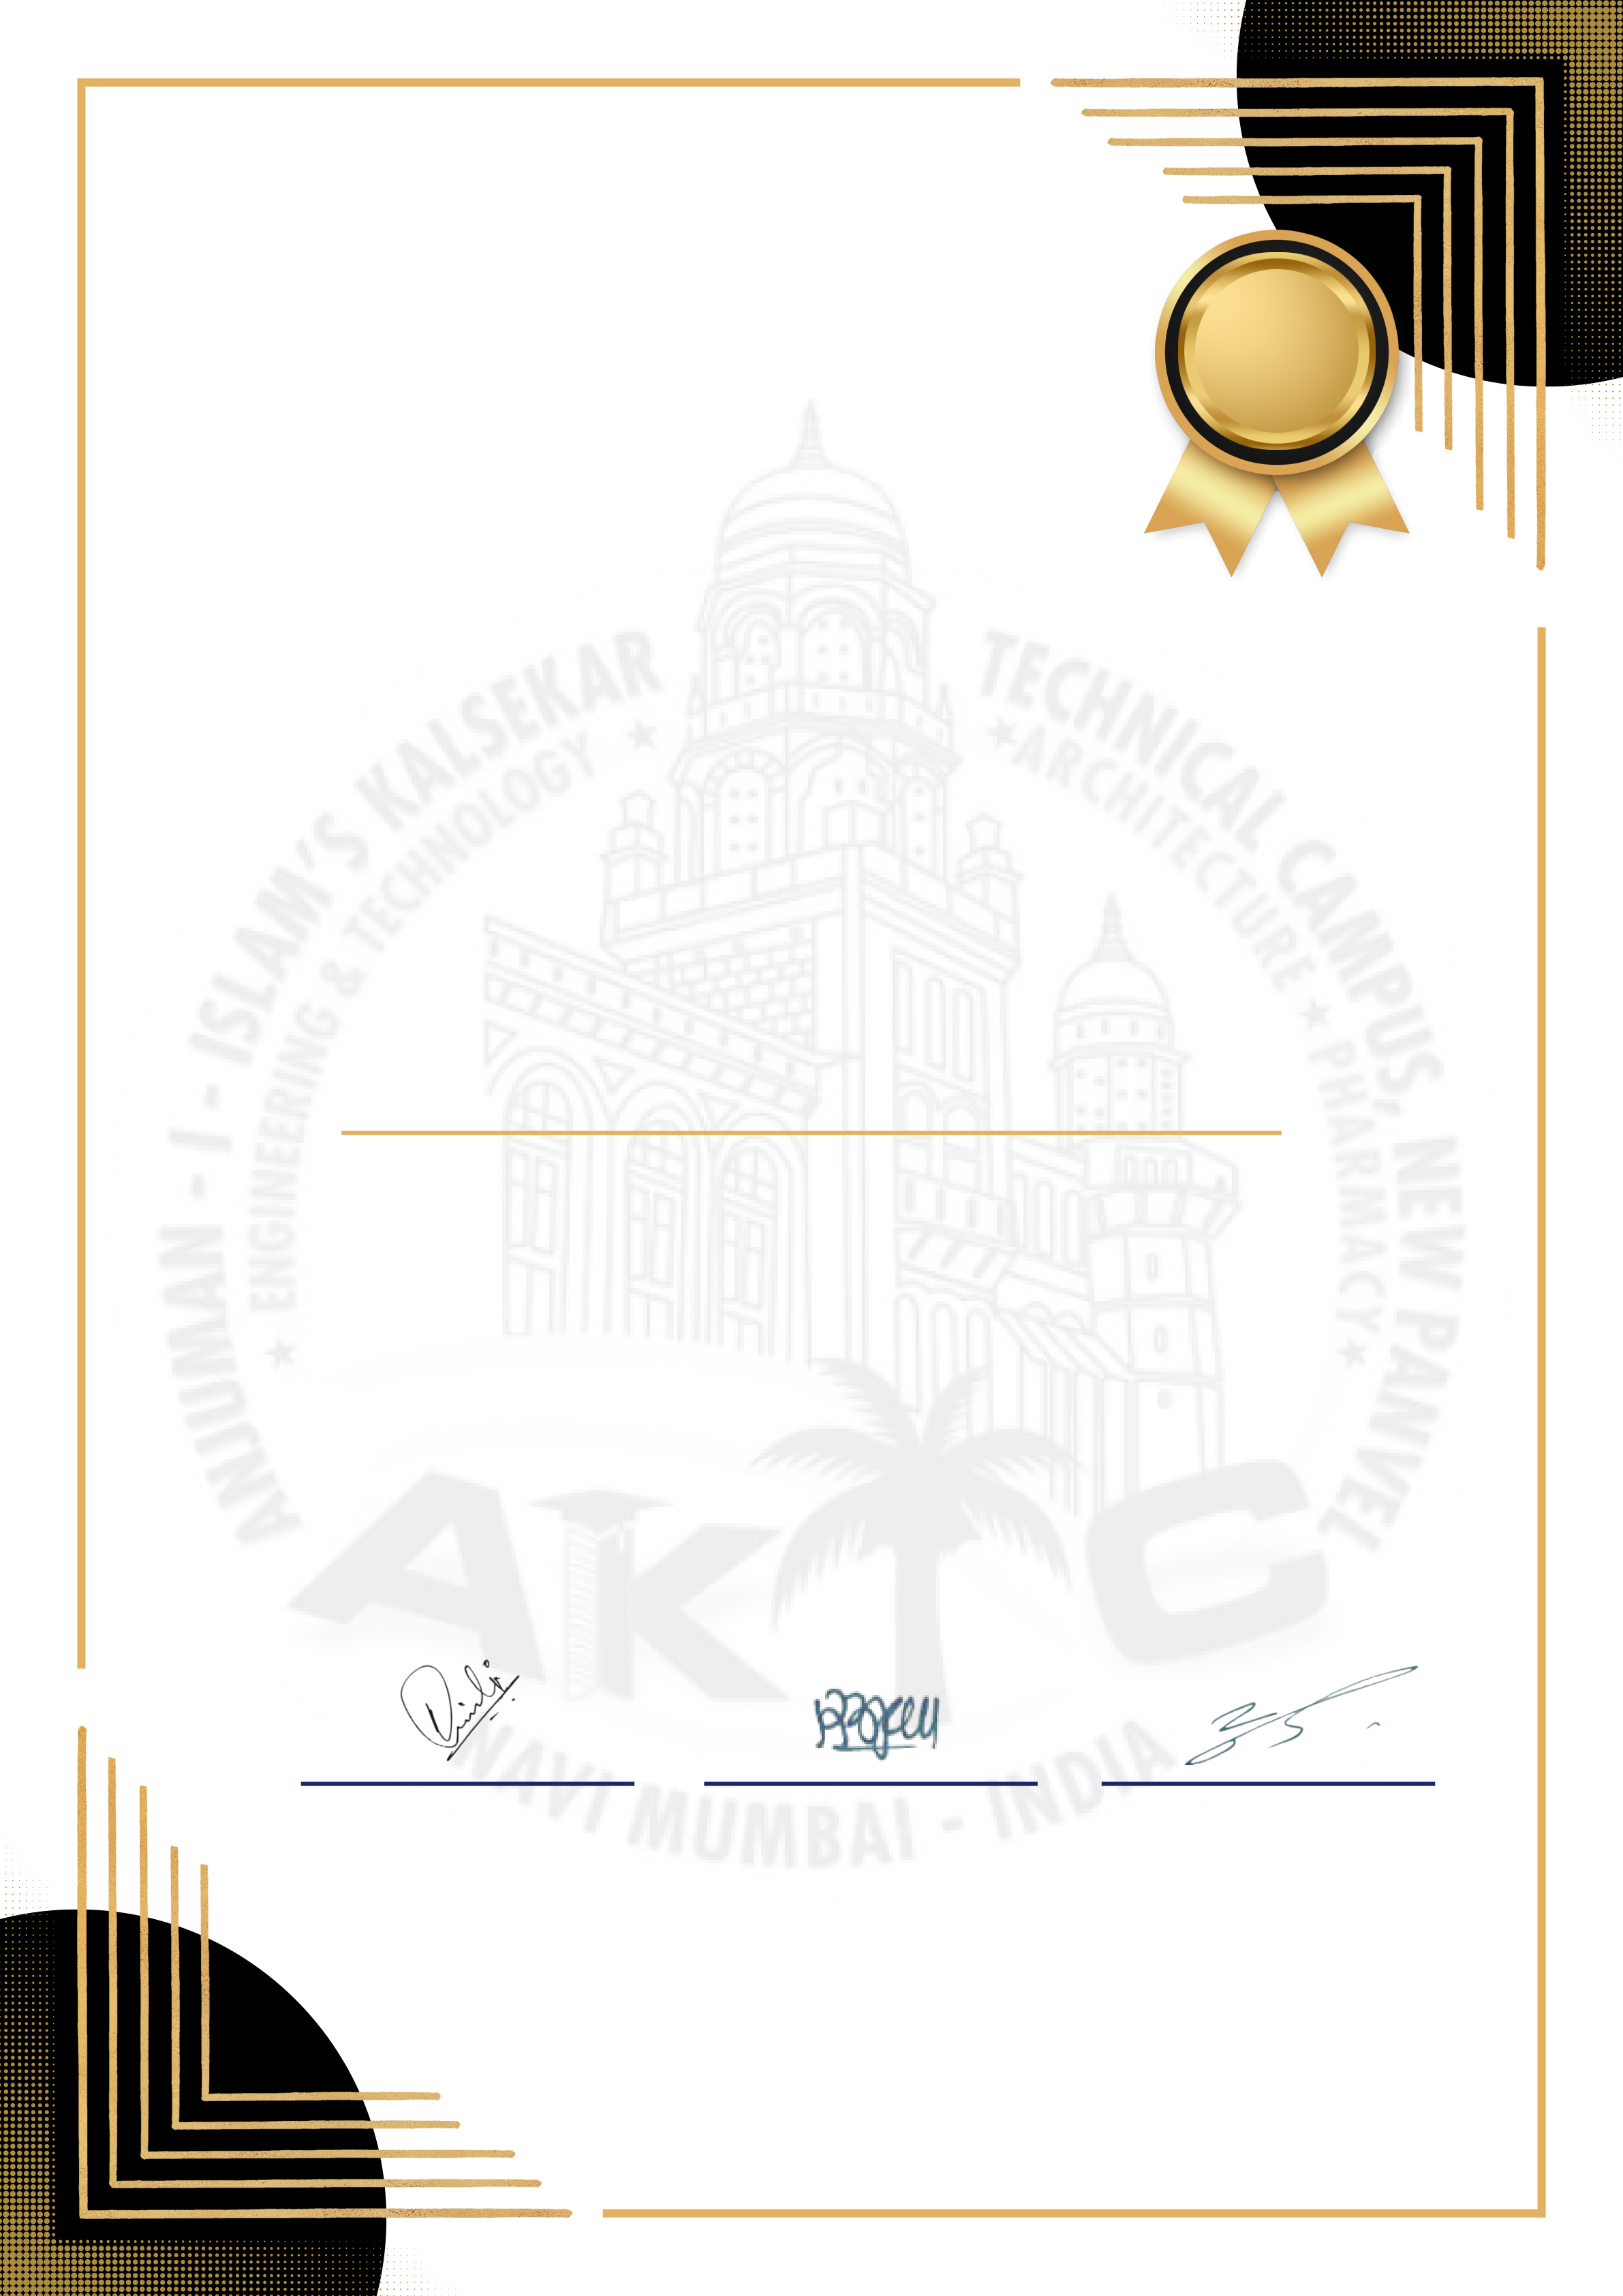 ANJUMAN - I - ISLAM'S KALSEKAR TECHNICAL CAMPUS, NEW PANVEL
★ ENGINEERING & TECHNOLOGY ★ ★ ARCHITECTURE ★ PHARMACY ★
AKTC
NAVI MUMBAI - INDIA